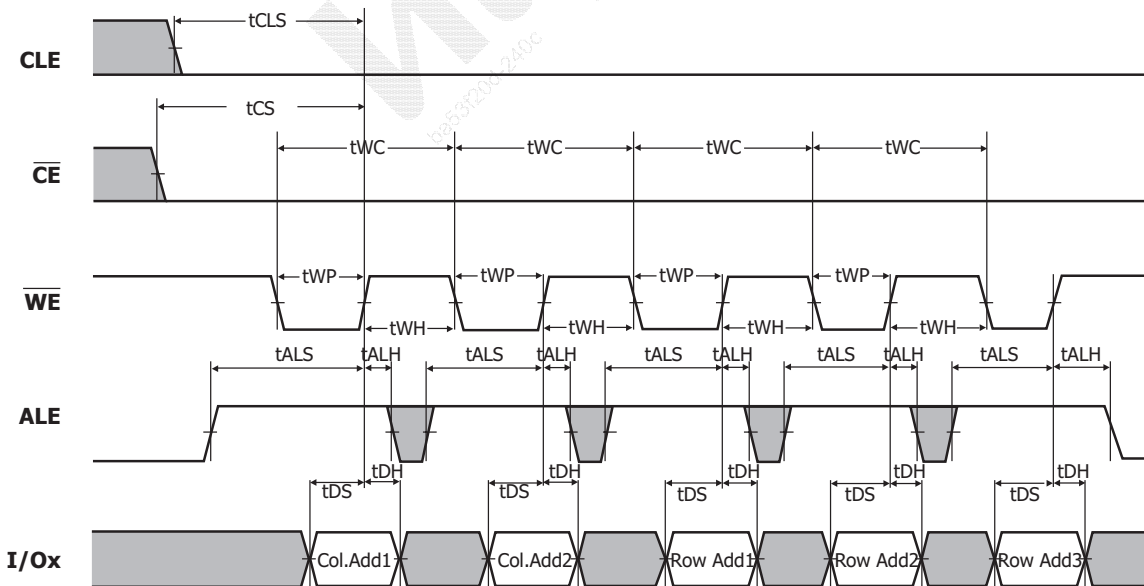 tCLS
CLE
tCS
tWC tWC tWC tWC
CE
tWP tWP tWP tWP
WE
tWH tWH tWH tWH
tALS tALH tALS tALH tALS tALH tALS tALH tALS tALH
ALE
tDS tDH tDS tDH tDS tDH tDS tDH tDS tDH
I/Ox Col.Add1 Col.Add2 Row Add1 Row Add2 Row Add3
ba53f20d-240c